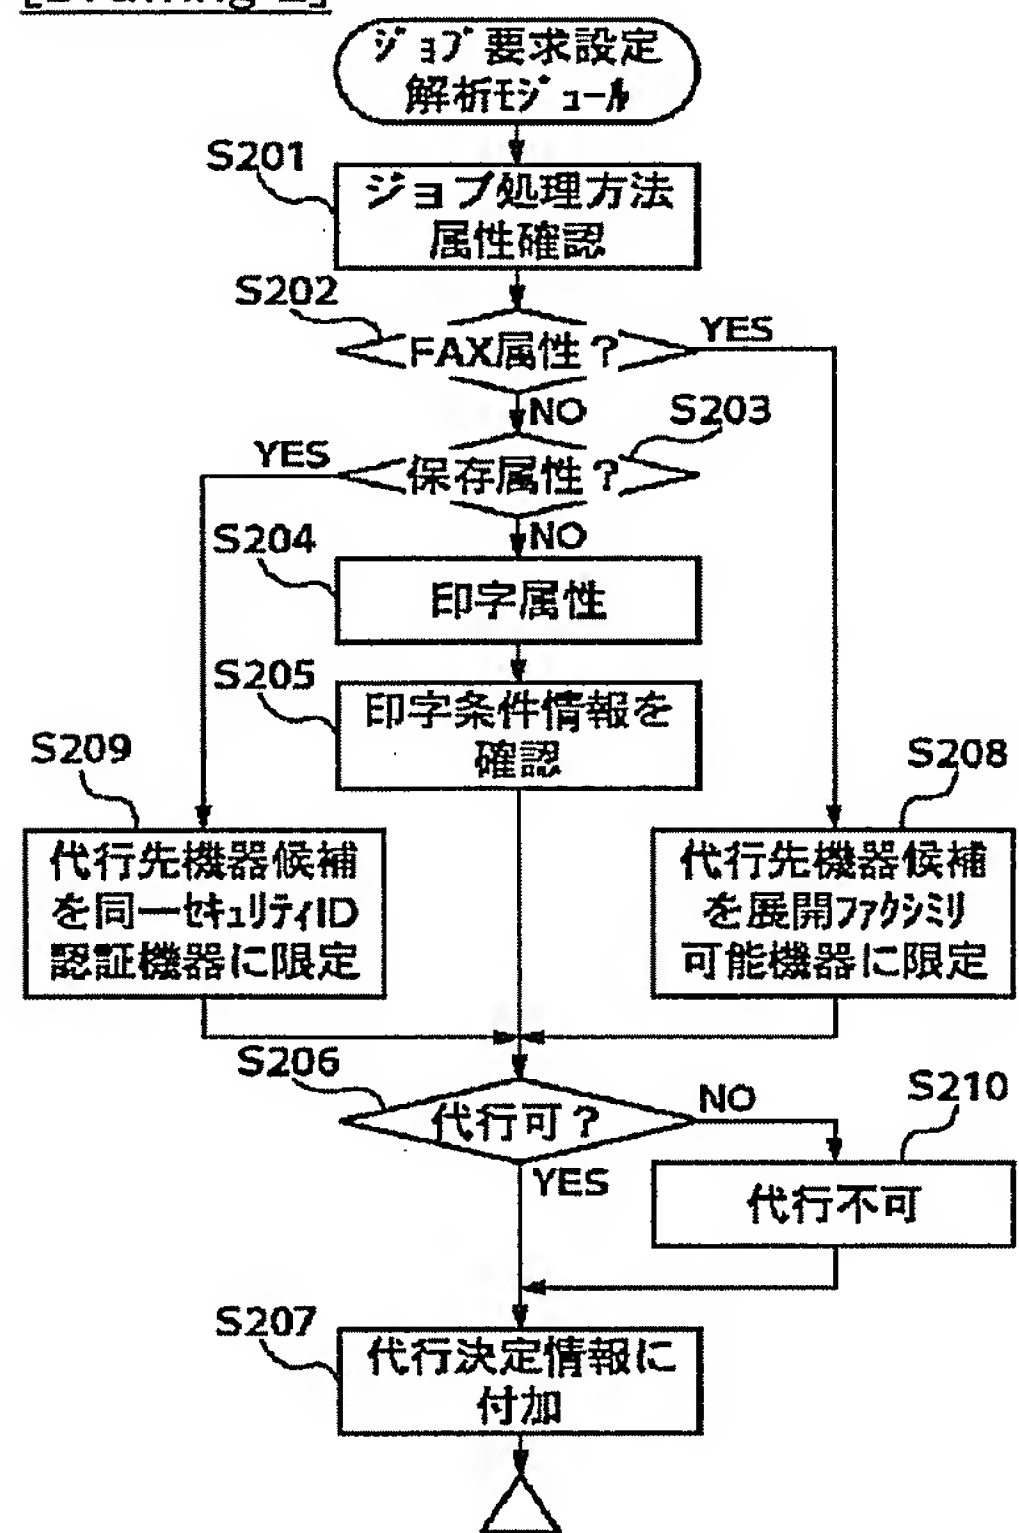 ジョブ要求設定
解析モジュール
S201
ジョブ処理方法
属性確認
S202
FAX属性？
YES
NO
S203
YES
保存属性？
NO
S204
印字属性
S205
印字条件情報を
確認
S209
代行先機器候補
を同一セキュリティID
認証機器に限定
S208
代行先機器候補
を展開ファクシミリ
可能機器に限定
S206
代行可？
NO
S210
YES
代行不可
S207
代行決定情報に
付加